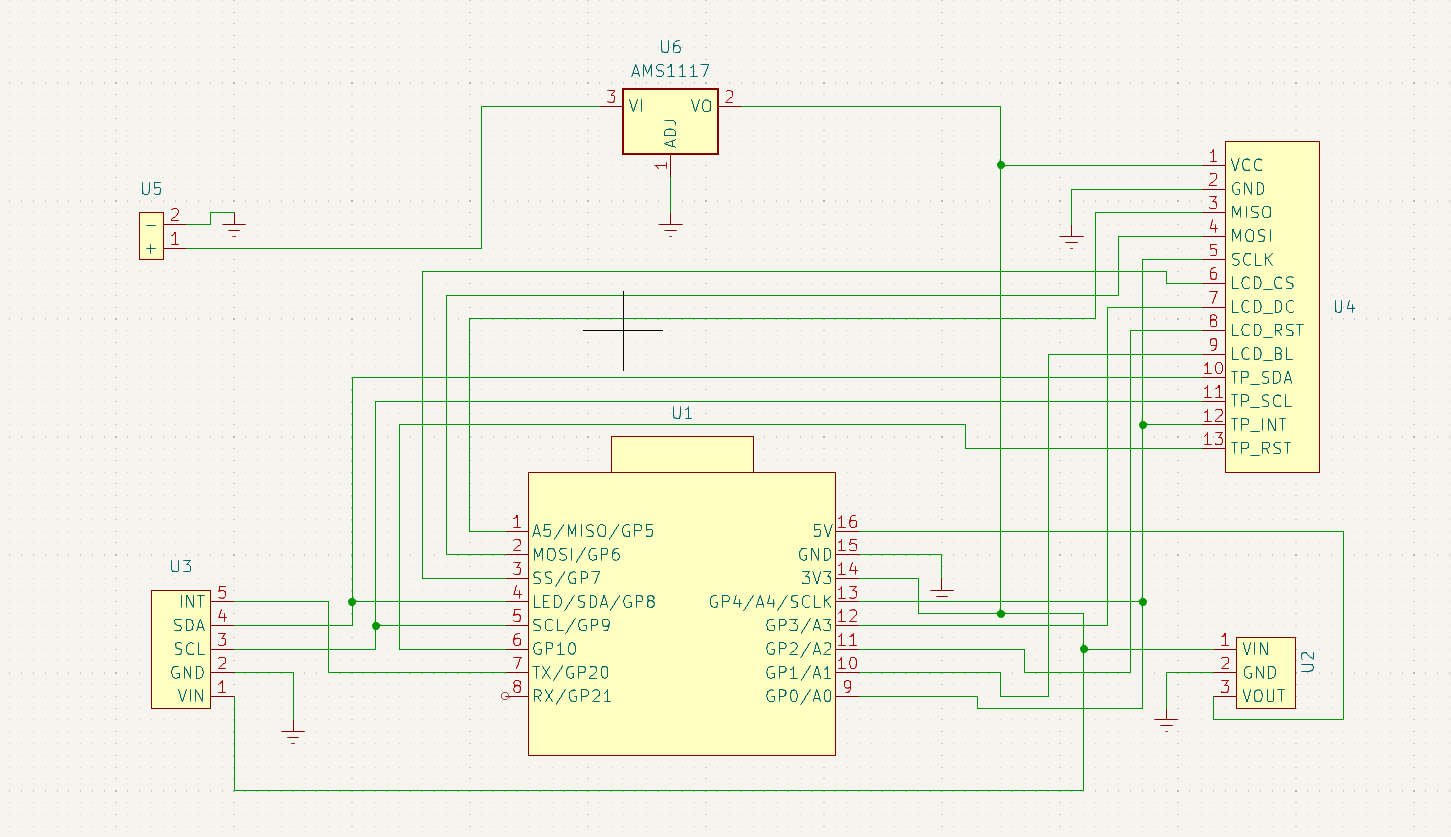 U6
AMS1117
3 VI VO 2
ADJ
1
U5
2 -
1 +
U4
1 VCC
2 GND
3 MISO
4 MOSI
5 SCLK
6 LCD_CS
7 LCD_DC
8 LCD_RST
9 LCD_BL
10 TP_SDA
11 TP_SCL
12 TP_INT
13 TP_RST
U1
1 A5/MISO/GP5 5V 16
2 MOSI/GP6 GND 15
3 SS/GP7 3V3 14
4 LED/SDA/GP8 GP4/A4/SCLK 13
5 SCL/GP9 GP3/A3 12
6 GP10 GP2/A2 11
7 TX/GP20 GP1/A1 10
8 RX/GP21 GP0/A0 9
U3
INT 5
SDA 4
SCL 3
GND 2
VIN 1
U2
1 VIN
2 GND
3 VOUT